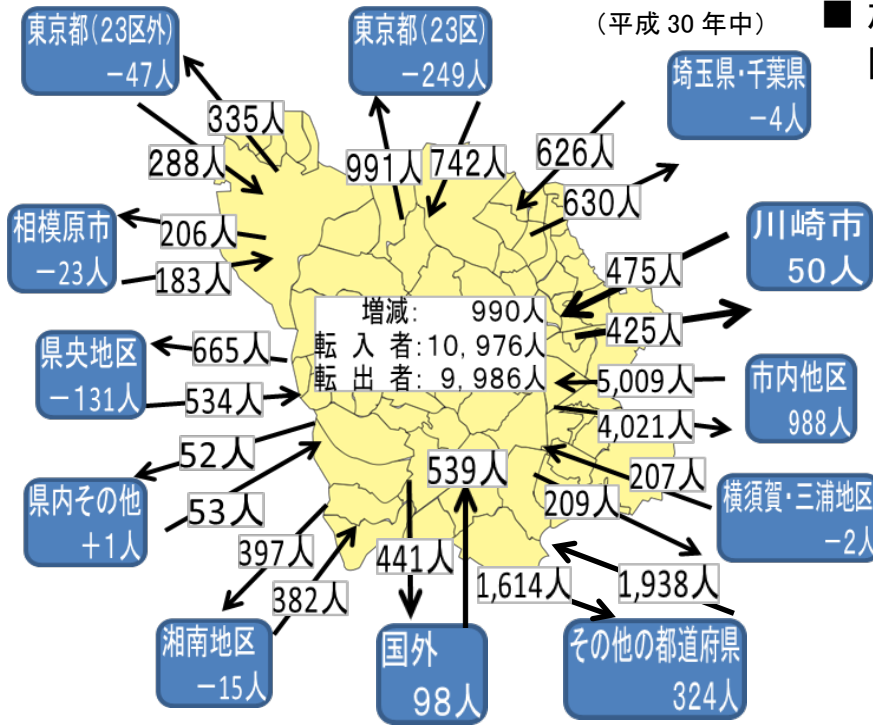 （平成 30 年中）
■
東京都（23区外）
－47人
東京都（23区）
－249人
埼玉県・千葉県
－4人
335人
288人
991人
742人
626人
630人
相模原市
－23人
206人
183人
川崎市
50人
475人
425人
増減： 990人
転 入 者：10，976人
転 出 者： 9，986人
県央地区
－131人
665人
534人
5,009人
4,021人
市内他区
988人
県内その他
＋1人
52人
53人
539人
207人
209人
横須賀・三浦地区
－2人
397人
382人
441人
1,614人
1,938人
湘南地区
－15人
国外
98人
その他の都道府県
324人